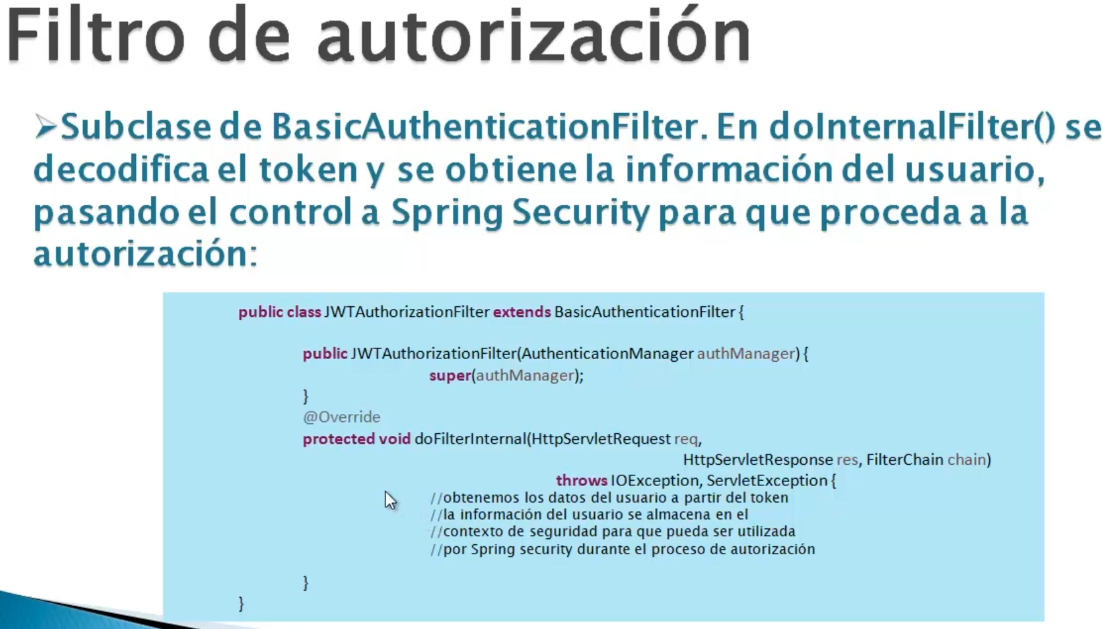 Filtro de autorización
➢Subclase de BasicAuthenticationFilter. En doInternalFilter() se
decodifica el token y se obtiene la información del usuario,
pasando el control a Spring Security para que proceda a la
autorización:
public class JWTAuthorizationFilter extends BasicAuthenticationFilter {
public JWTAuthorizationFilter(AuthenticationManager authManager) {
super(authManager);
}
@Override
protected void doFilterInternal(HttpServletRequest req,
HttpServletResponse res, FilterChain chain)
throws IOException, ServletException {
//obtenemos los datos del usuario a partir del token
//la información del usuario se almacena en el
//contexto de seguridad para que pueda ser utilizada
//por Spring security durante el proceso de autorización
}
}